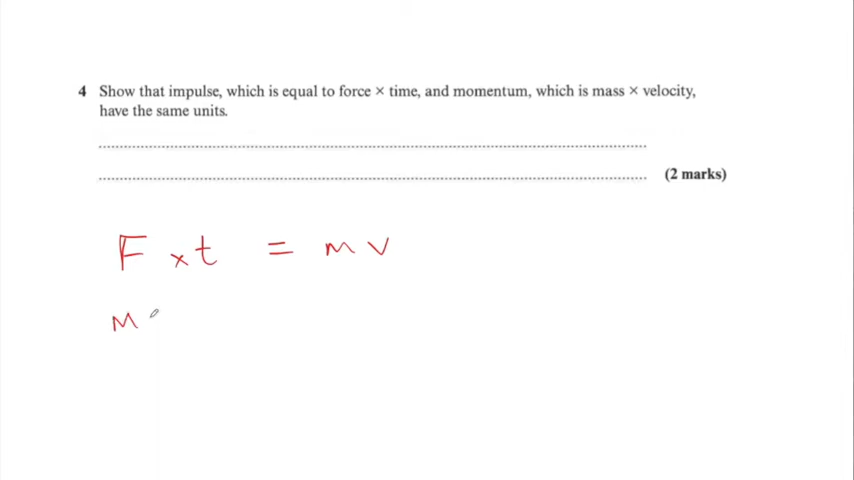 4 Show that impulse, which is equal to force × time, and momentum, which is mass × velocity,
have the same units.
(2 marks)
F × t = m v
m